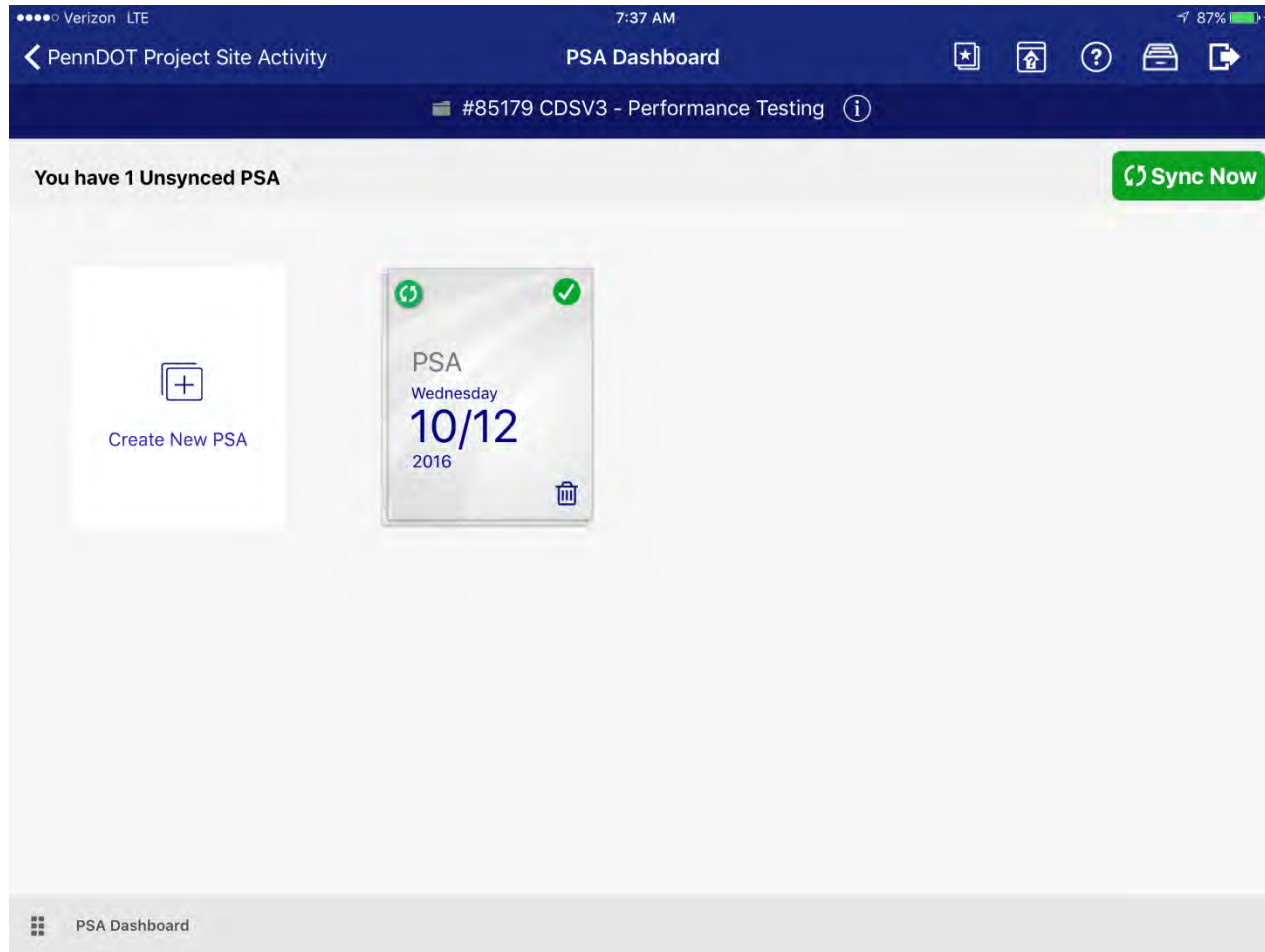 Verizon LTE
7:37 AM
87%
PennDOT Project Site Activity
PSA Dashboard
#85179 CDSV3 - Performance Testing
You have 1 Unsynced PSA
Sync Now
Create New PSA
PSA
Wednesday
10/12
2016
PSA Dashboard